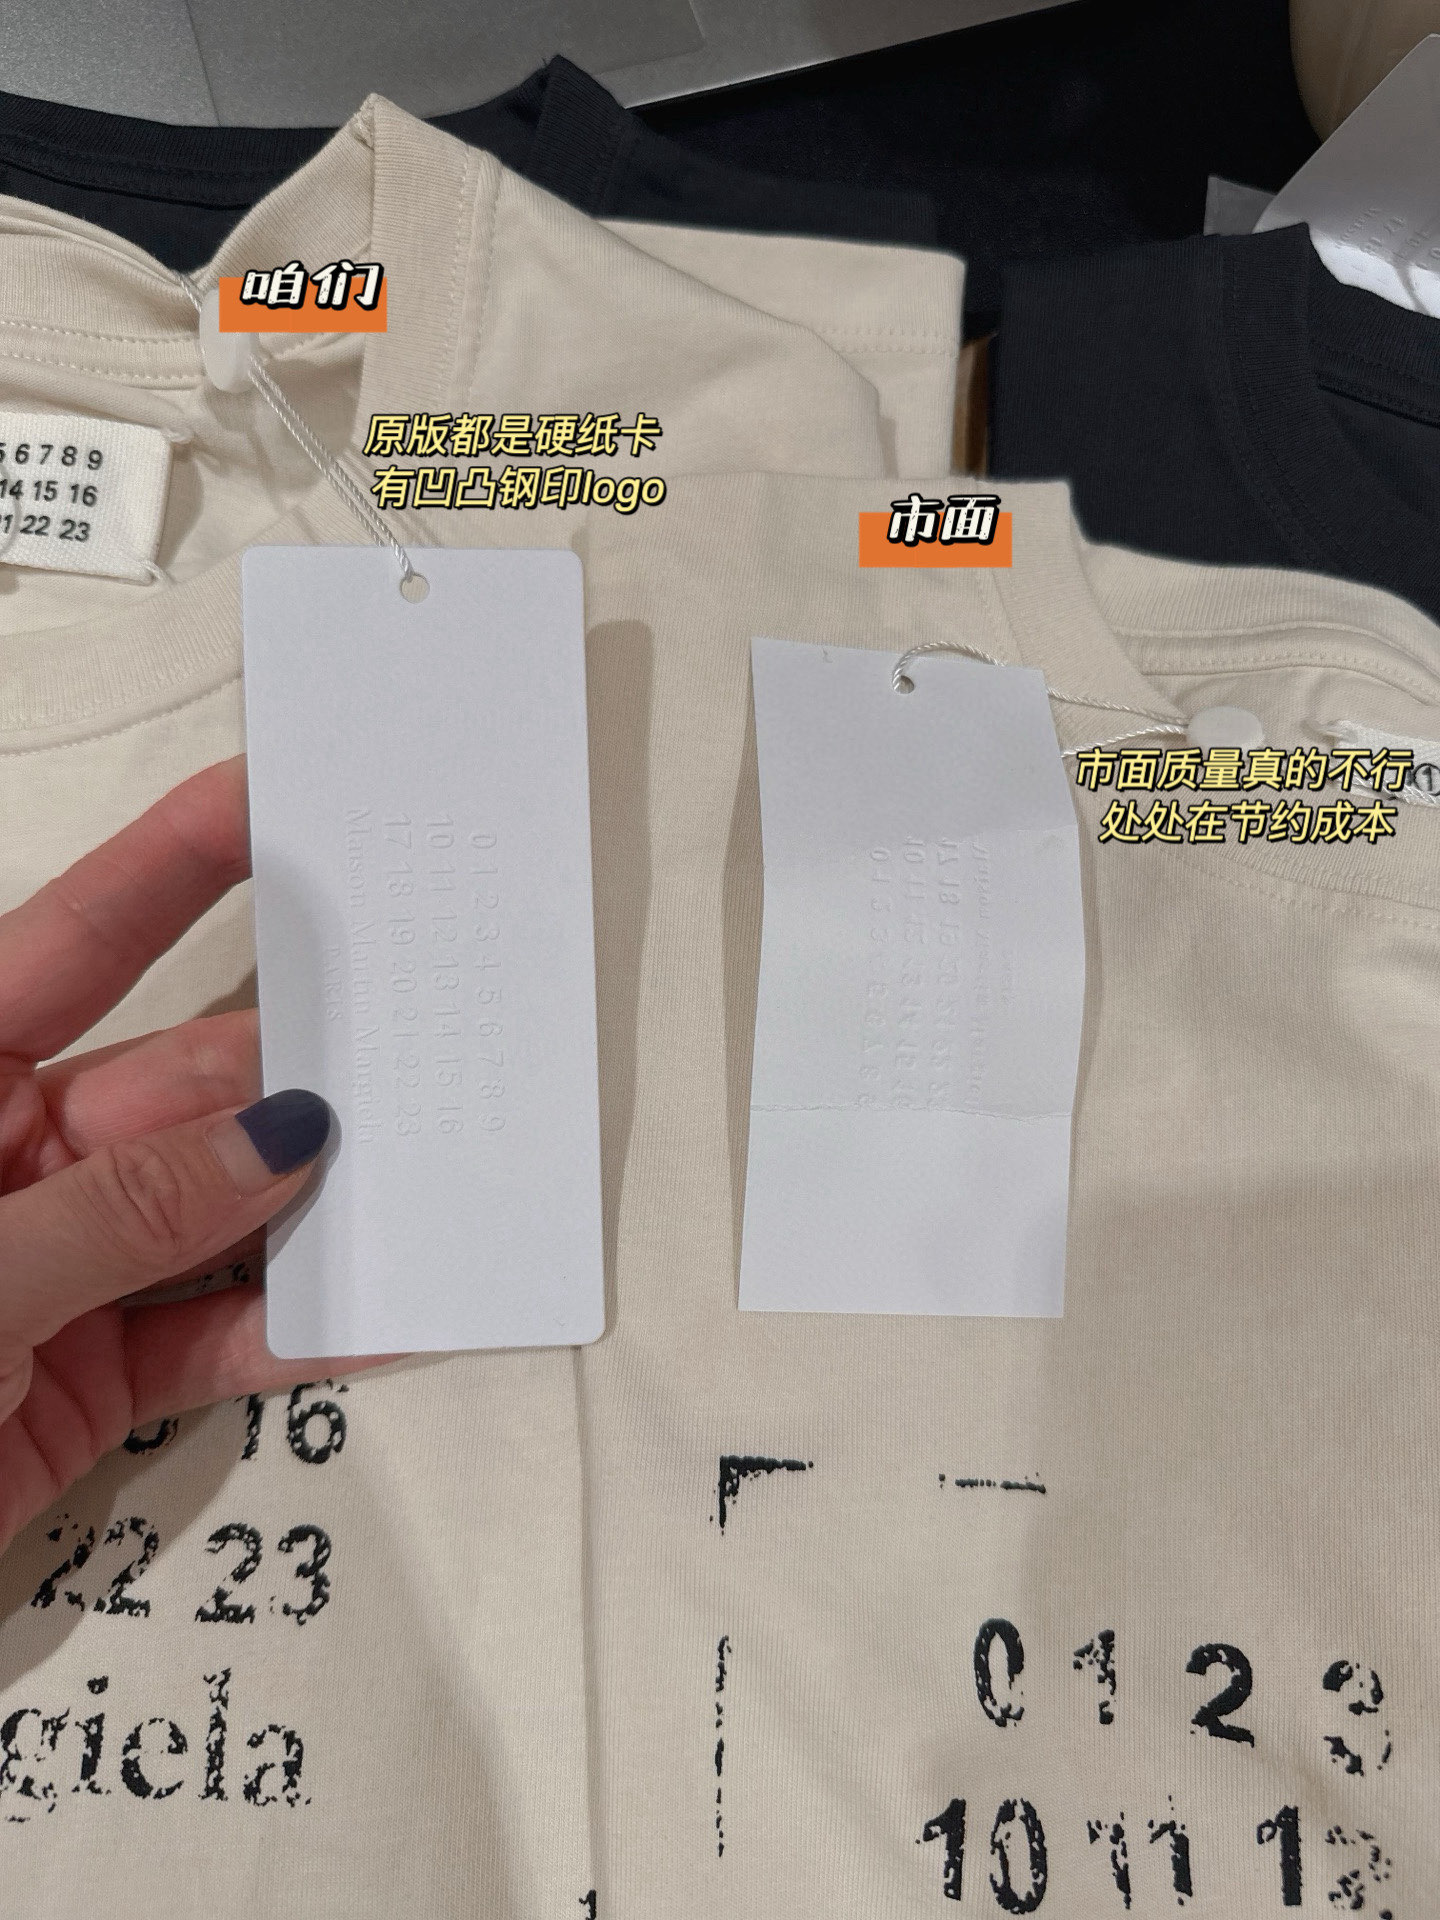 咱们
原版都是硬纸卡
有凹凸钢印logo
6 7 8 9
14 15 16
22 23
市面
市面质量真的不行
处处在节约成本
①
0 1 2 3 4 5 6 7 8 9
10 11 12 13 14 15 16
17 18 19 20 21 22 23
Maison Martin Margiela
PARIS
16
22 23
giela
0 1 2 3
10 11 12